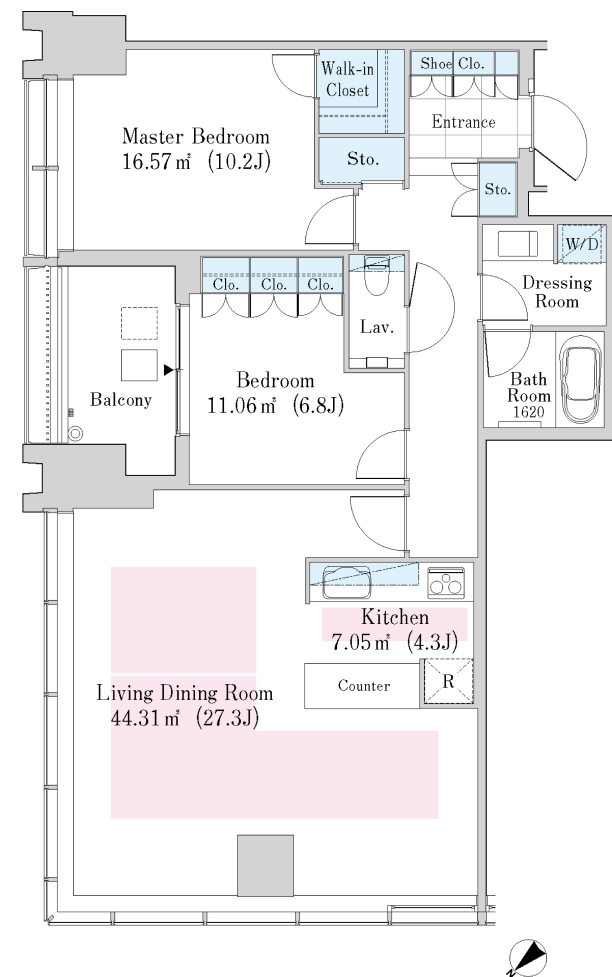 Walk-in
Closet
Shoe Clo.
Entrance
Master Bedroom
16.57㎡ (10.2J)
Sto.
Sto.
W/D
Dressing
Room
Clo.
Clo.
Clo.
Lav.
Bedroom
11.06㎡ (6.8J)
Balcony
Bath
Room
1620
Kitchen
7.05㎡ (4.3J)
Counter
R
Living Dining Room
44.31㎡ (27.3J)
N